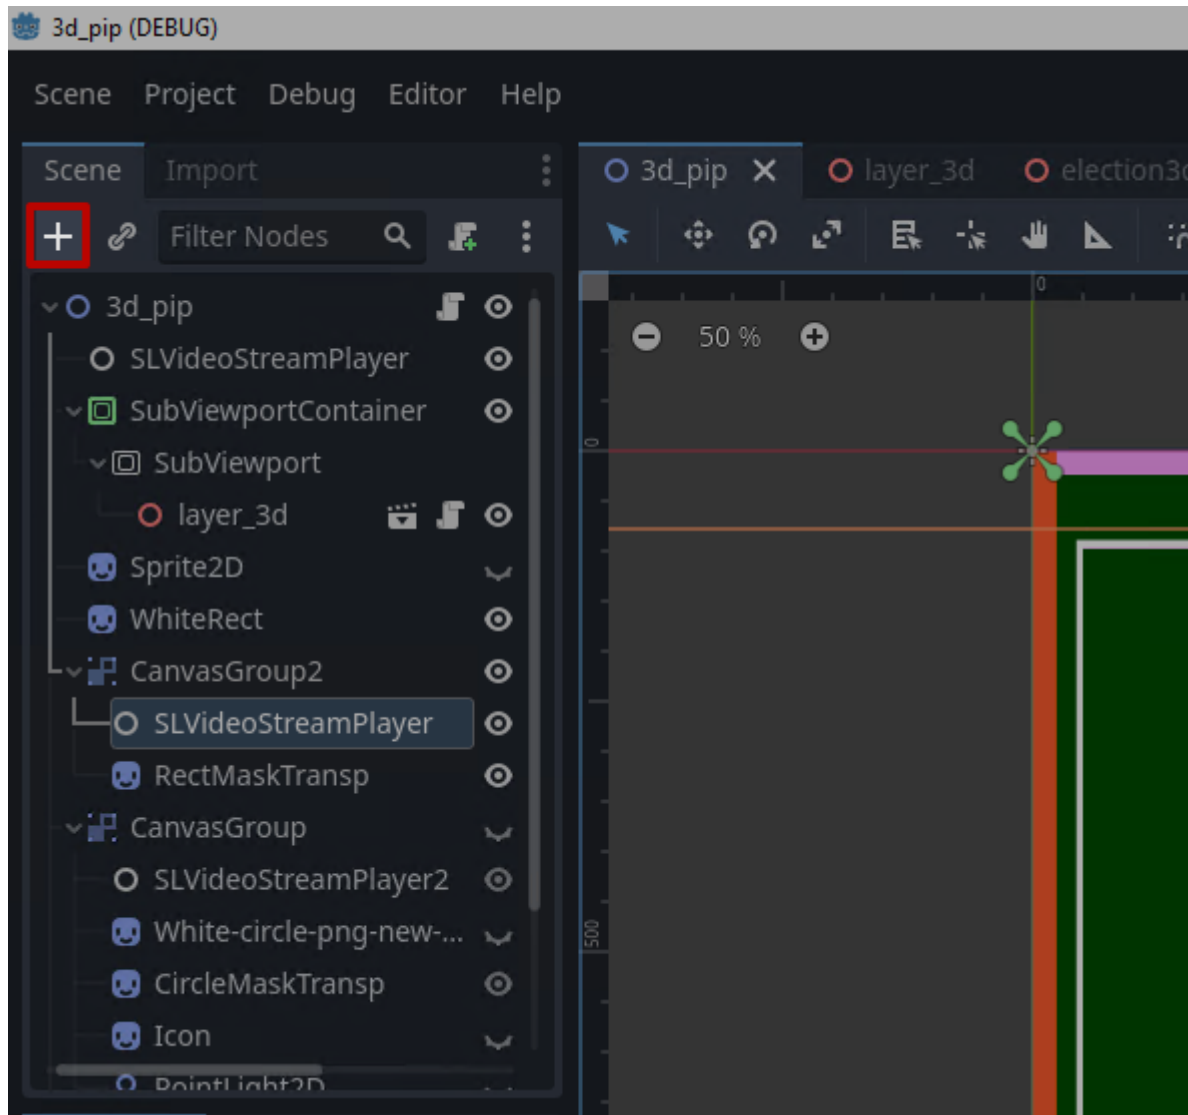 3d_pip (DEBUG)
Scene Project Debug Editor Help
Scene Import
3d_pip layer_3d election3
Filter Nodes
0
3d_pip
50 %
SLVideoStreamPlayer
SubViewportContainer
0
SubViewport
layer_3d
Sprite2D
WhiteRect
CanvasGroup2
SLVideoStreamPlayer
RectMaskTransp
CanvasGroup
SLVideoStreamPlayer2
White-circle-png-new-...
500
CircleMaskTransp
Icon
PointLight2D